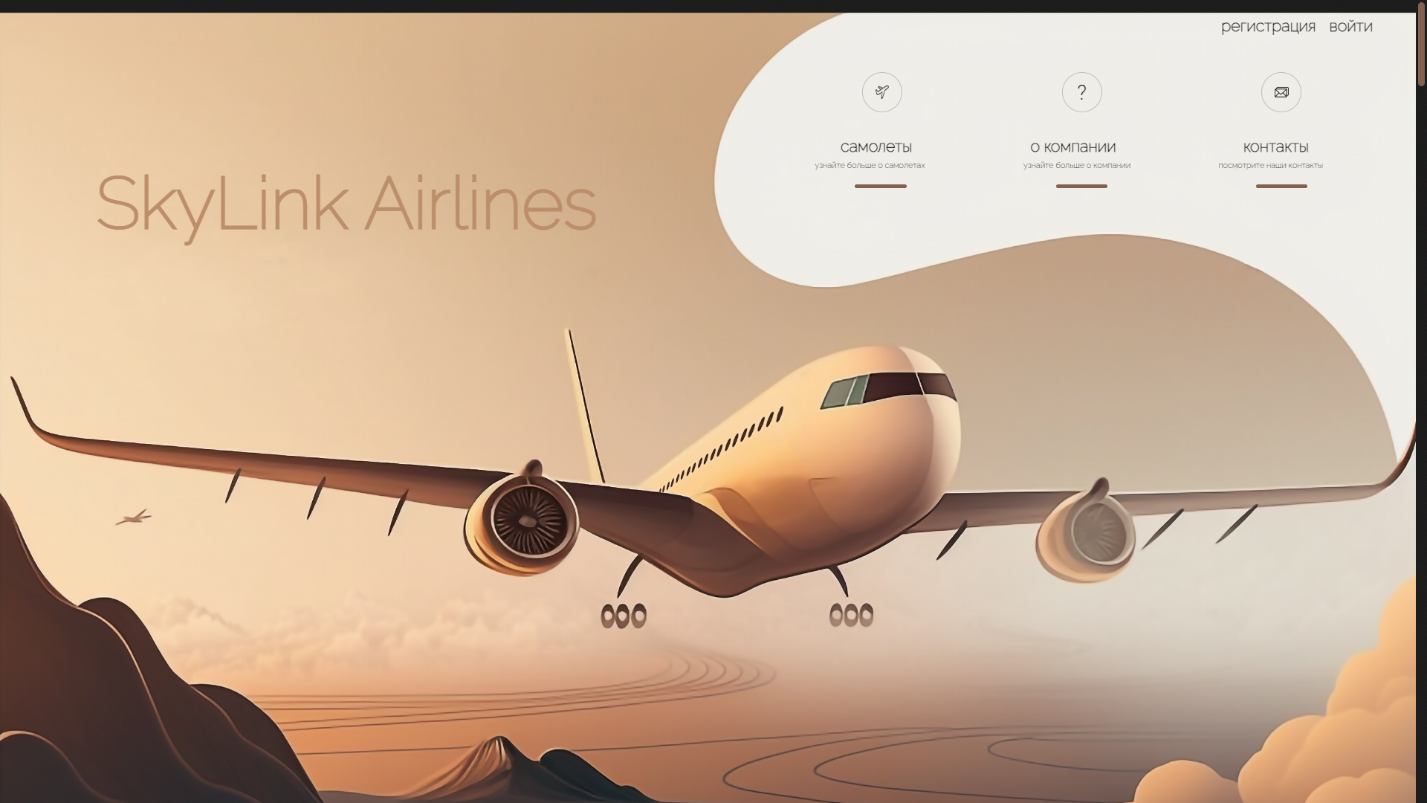 регистрация войти
?
самолеты о компании контакты
узнайте больше о самолетах узнайте больше о компании посмотрите наши контакты
SkyLink Airlines